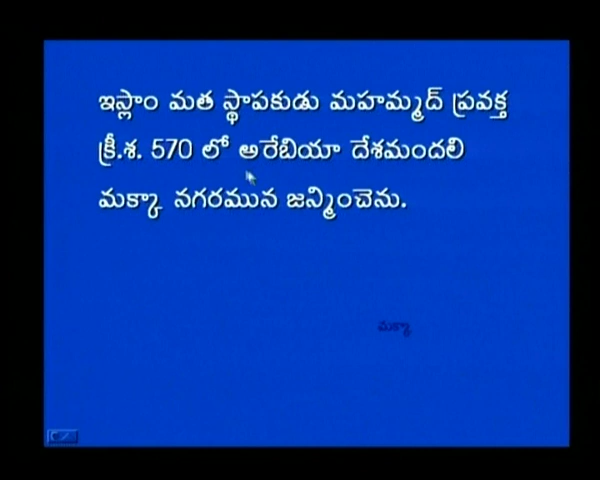 ఇస్లాం మత స్థాపకుడు మహమ్మద్ ప్రవక్త
క్రీ.శ. 570 లో అరేబియా దేశమందలి
మక్కా నగరమున జన్మించెను.
మక్కా